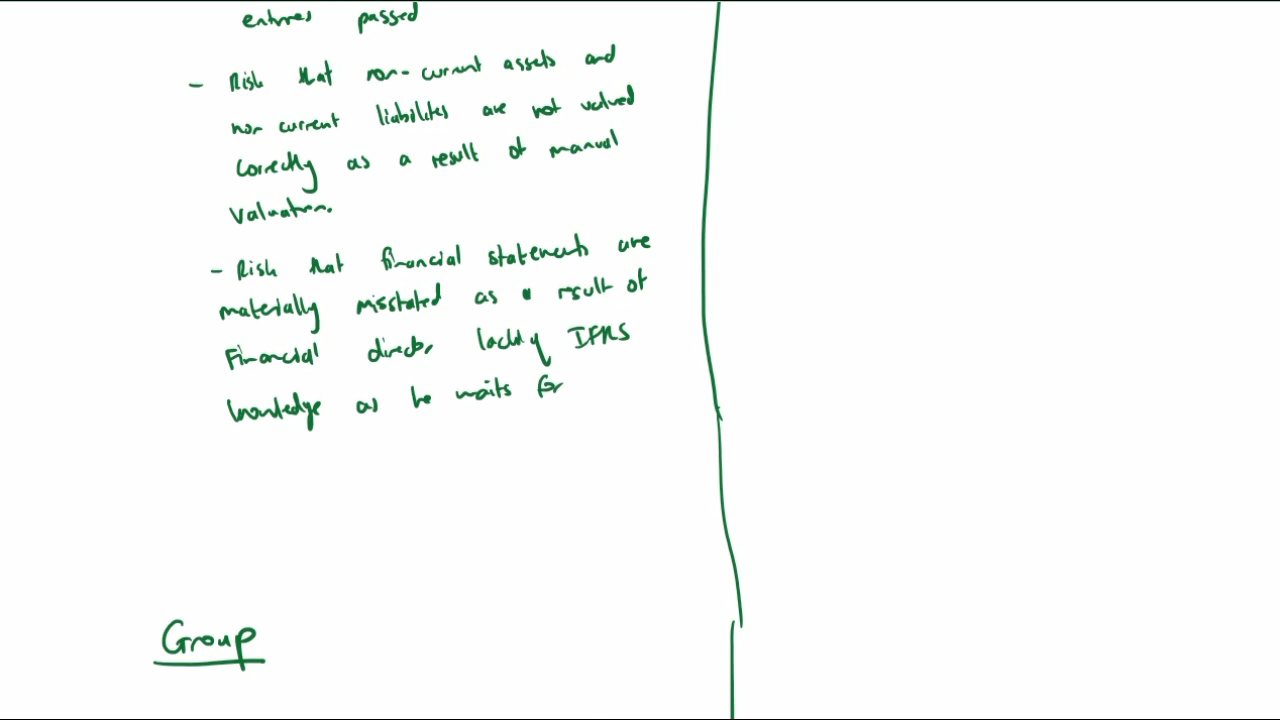 entries passed
- Risk that non-current assets and
non current liabilites are not valued
correctly as a result of manual
valuation.
- Risk that financial statements are
materially misstated as a result of
Financial director lacking IFRS
knowledge as he waits for
Group